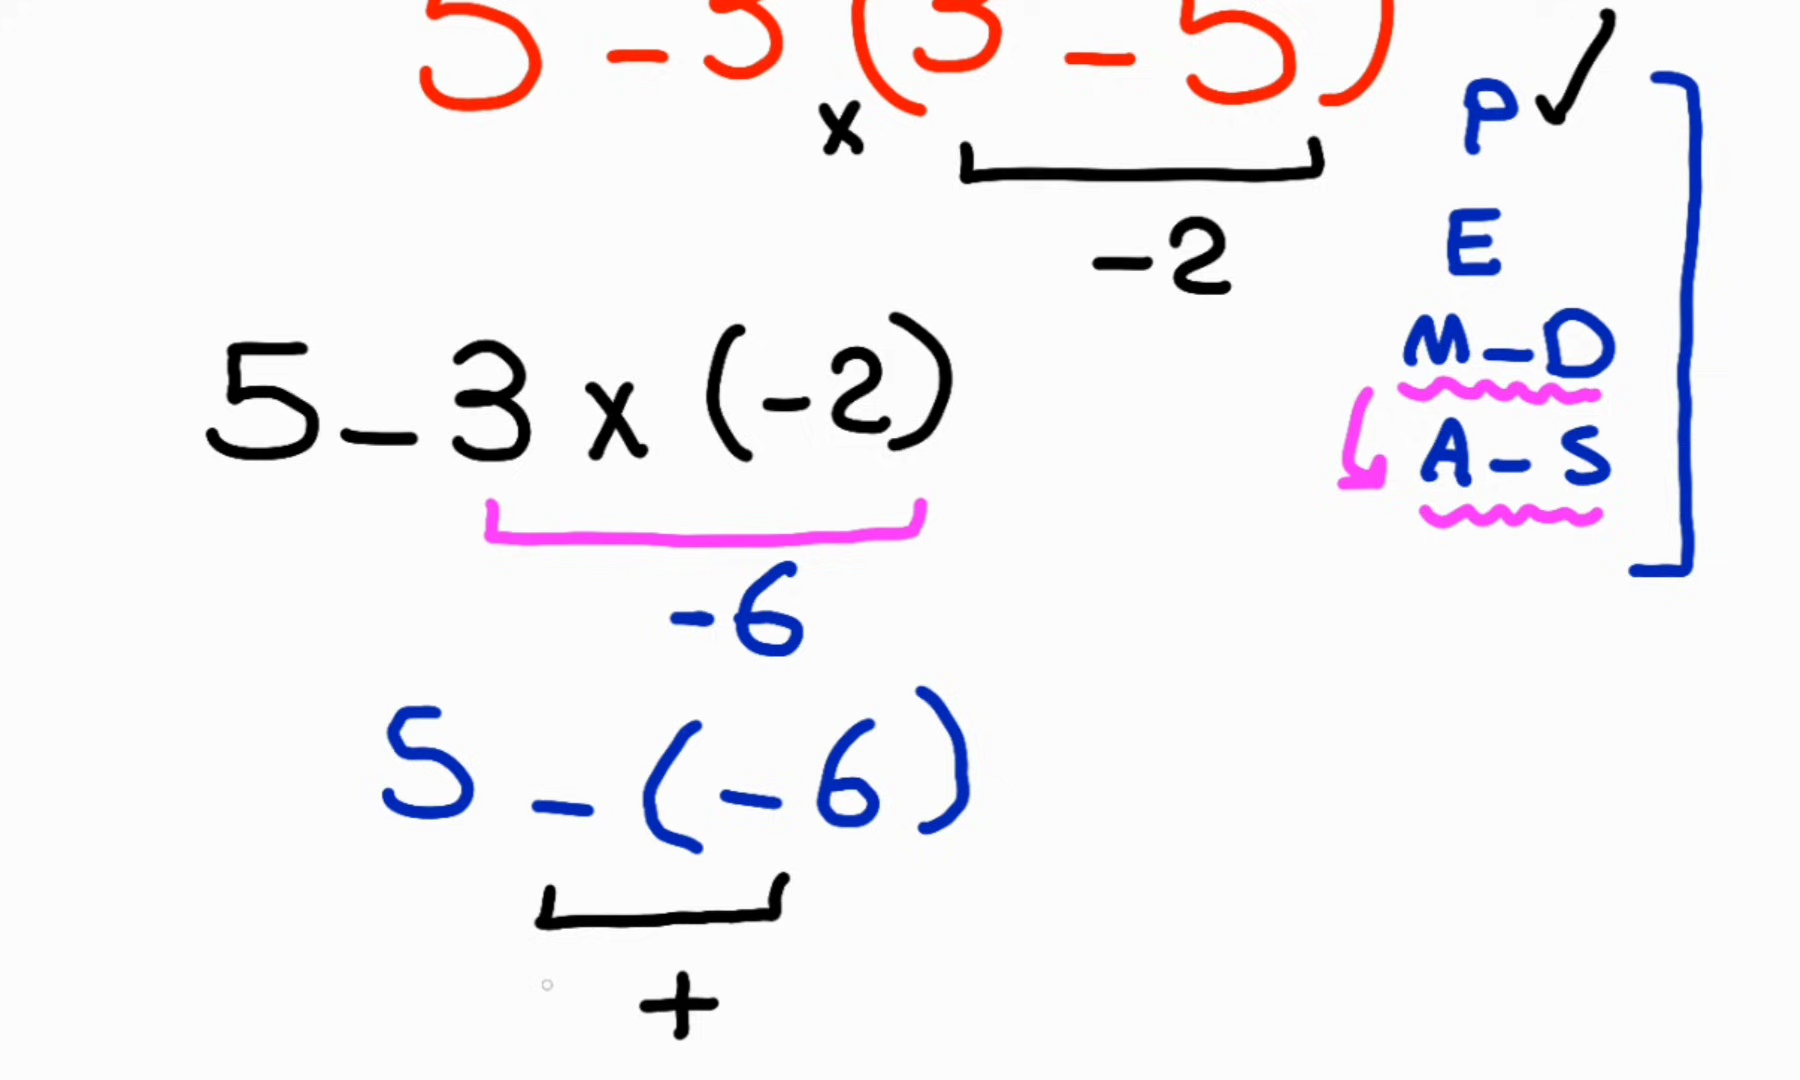 5 - 3 (3 - 5)
x
P ✓
-2
E
M - D
5 - 3 x (-2)
A - S
-6
5 - (-6)
+